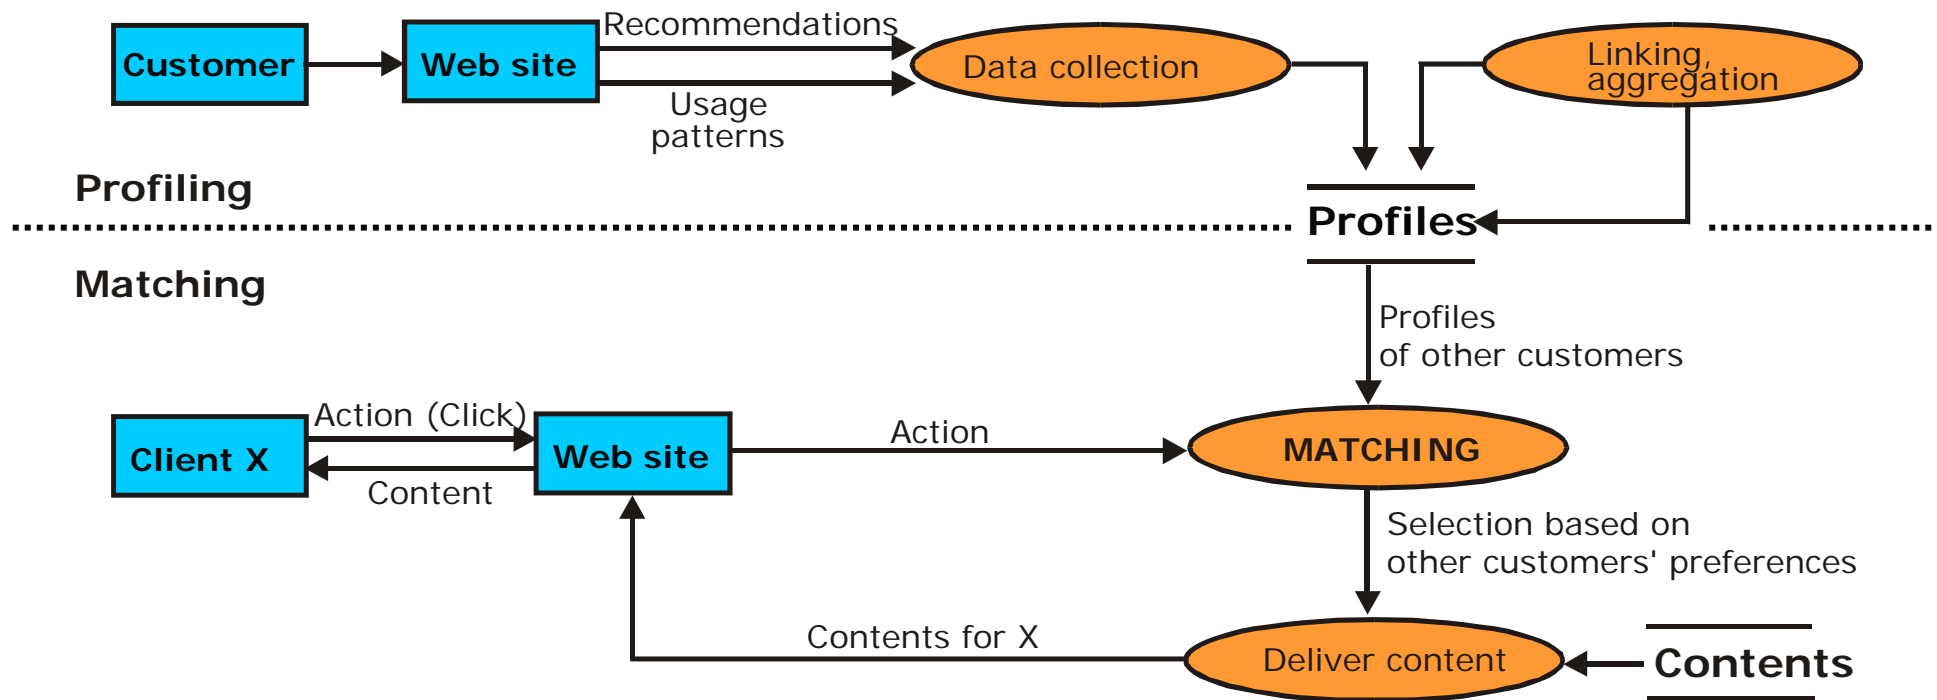 Recommendations
Customer
Web site
Data collection
Linking,
aggregation
Usage
patterns
Profiling
Profiles
Matching
Profiles
of other customers
Action (Click)
Client X
Web site
Action
MATCHING
Content
Selection based on
other customers' preferences
Contents for X
Deliver content
Contents